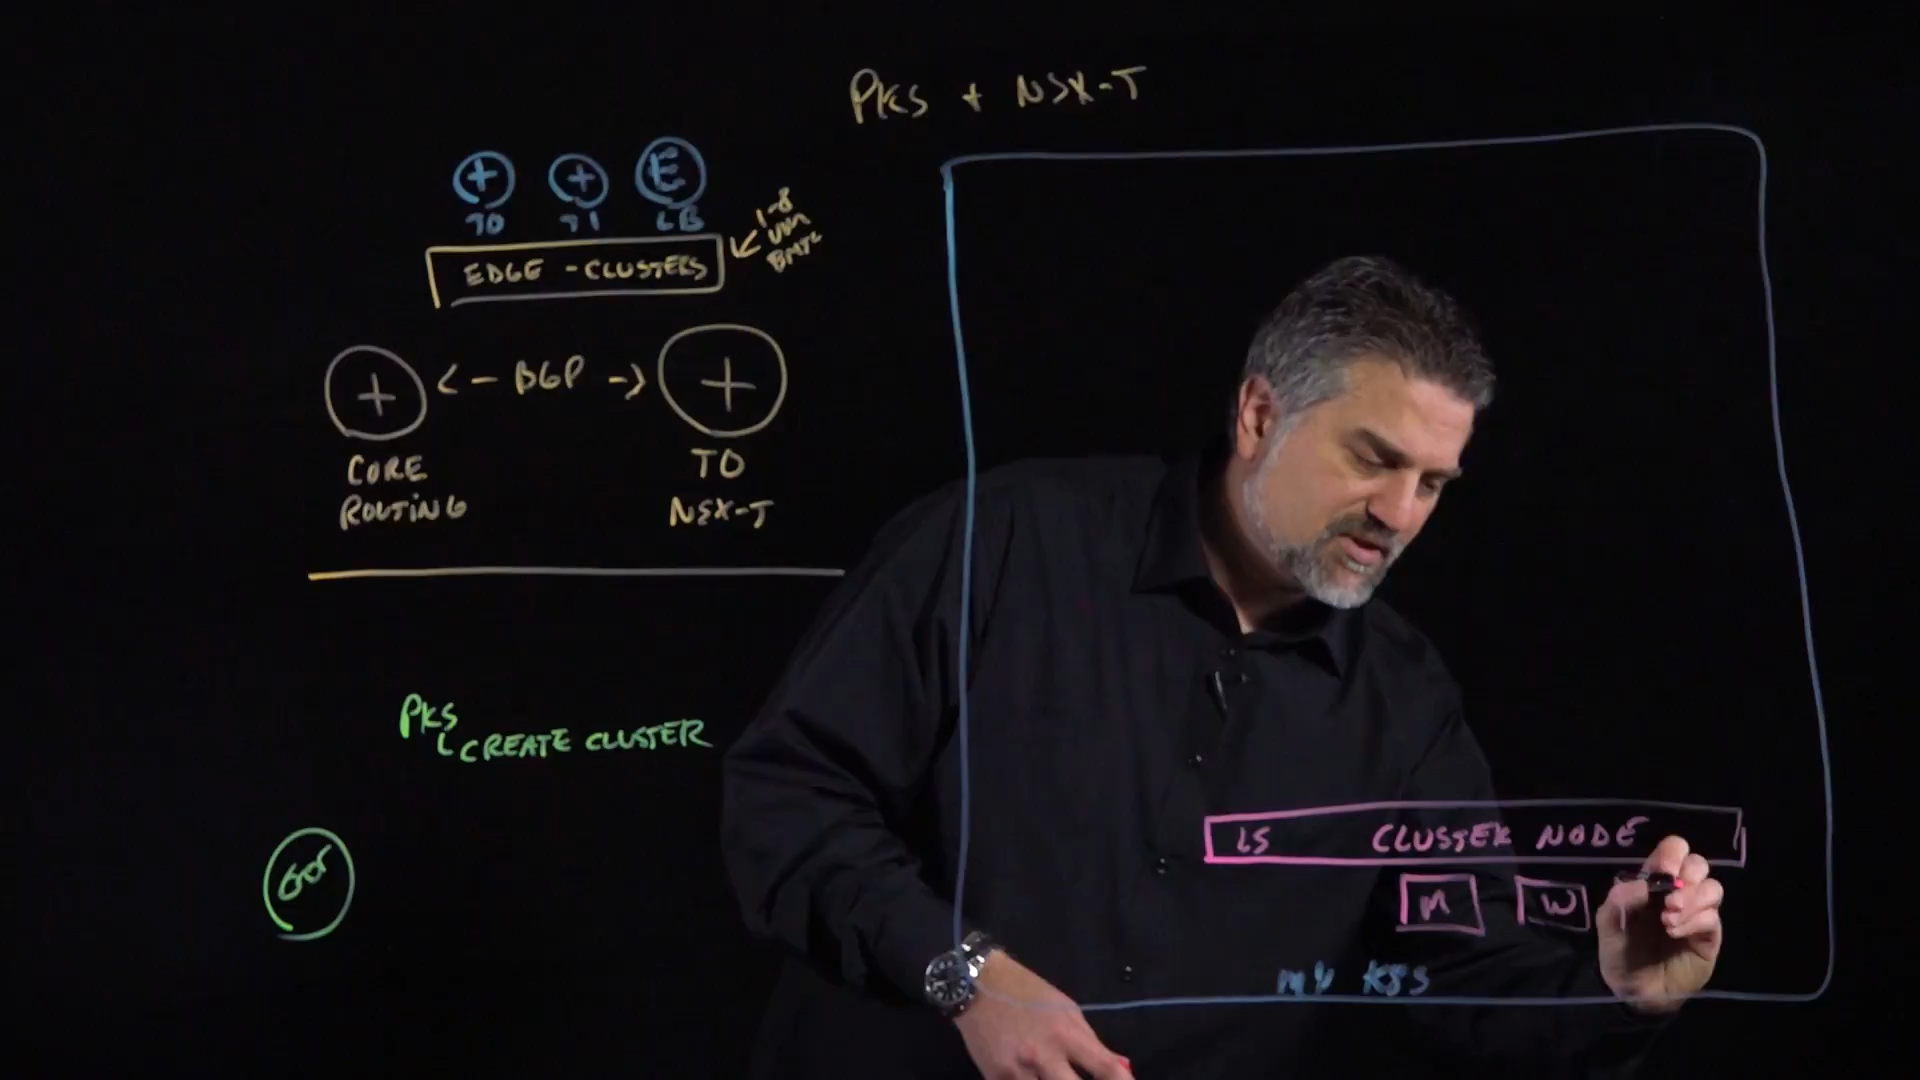 PKS + NSX-T
T0 T1 LB
EDGE - CLUSTERS
1-8
VM
<- BGP ->
CORE
ROUTING
T0
NSX-T
PKS
CREATE CLUSTER
LS CLUSTER NODE
M W
MY K8S